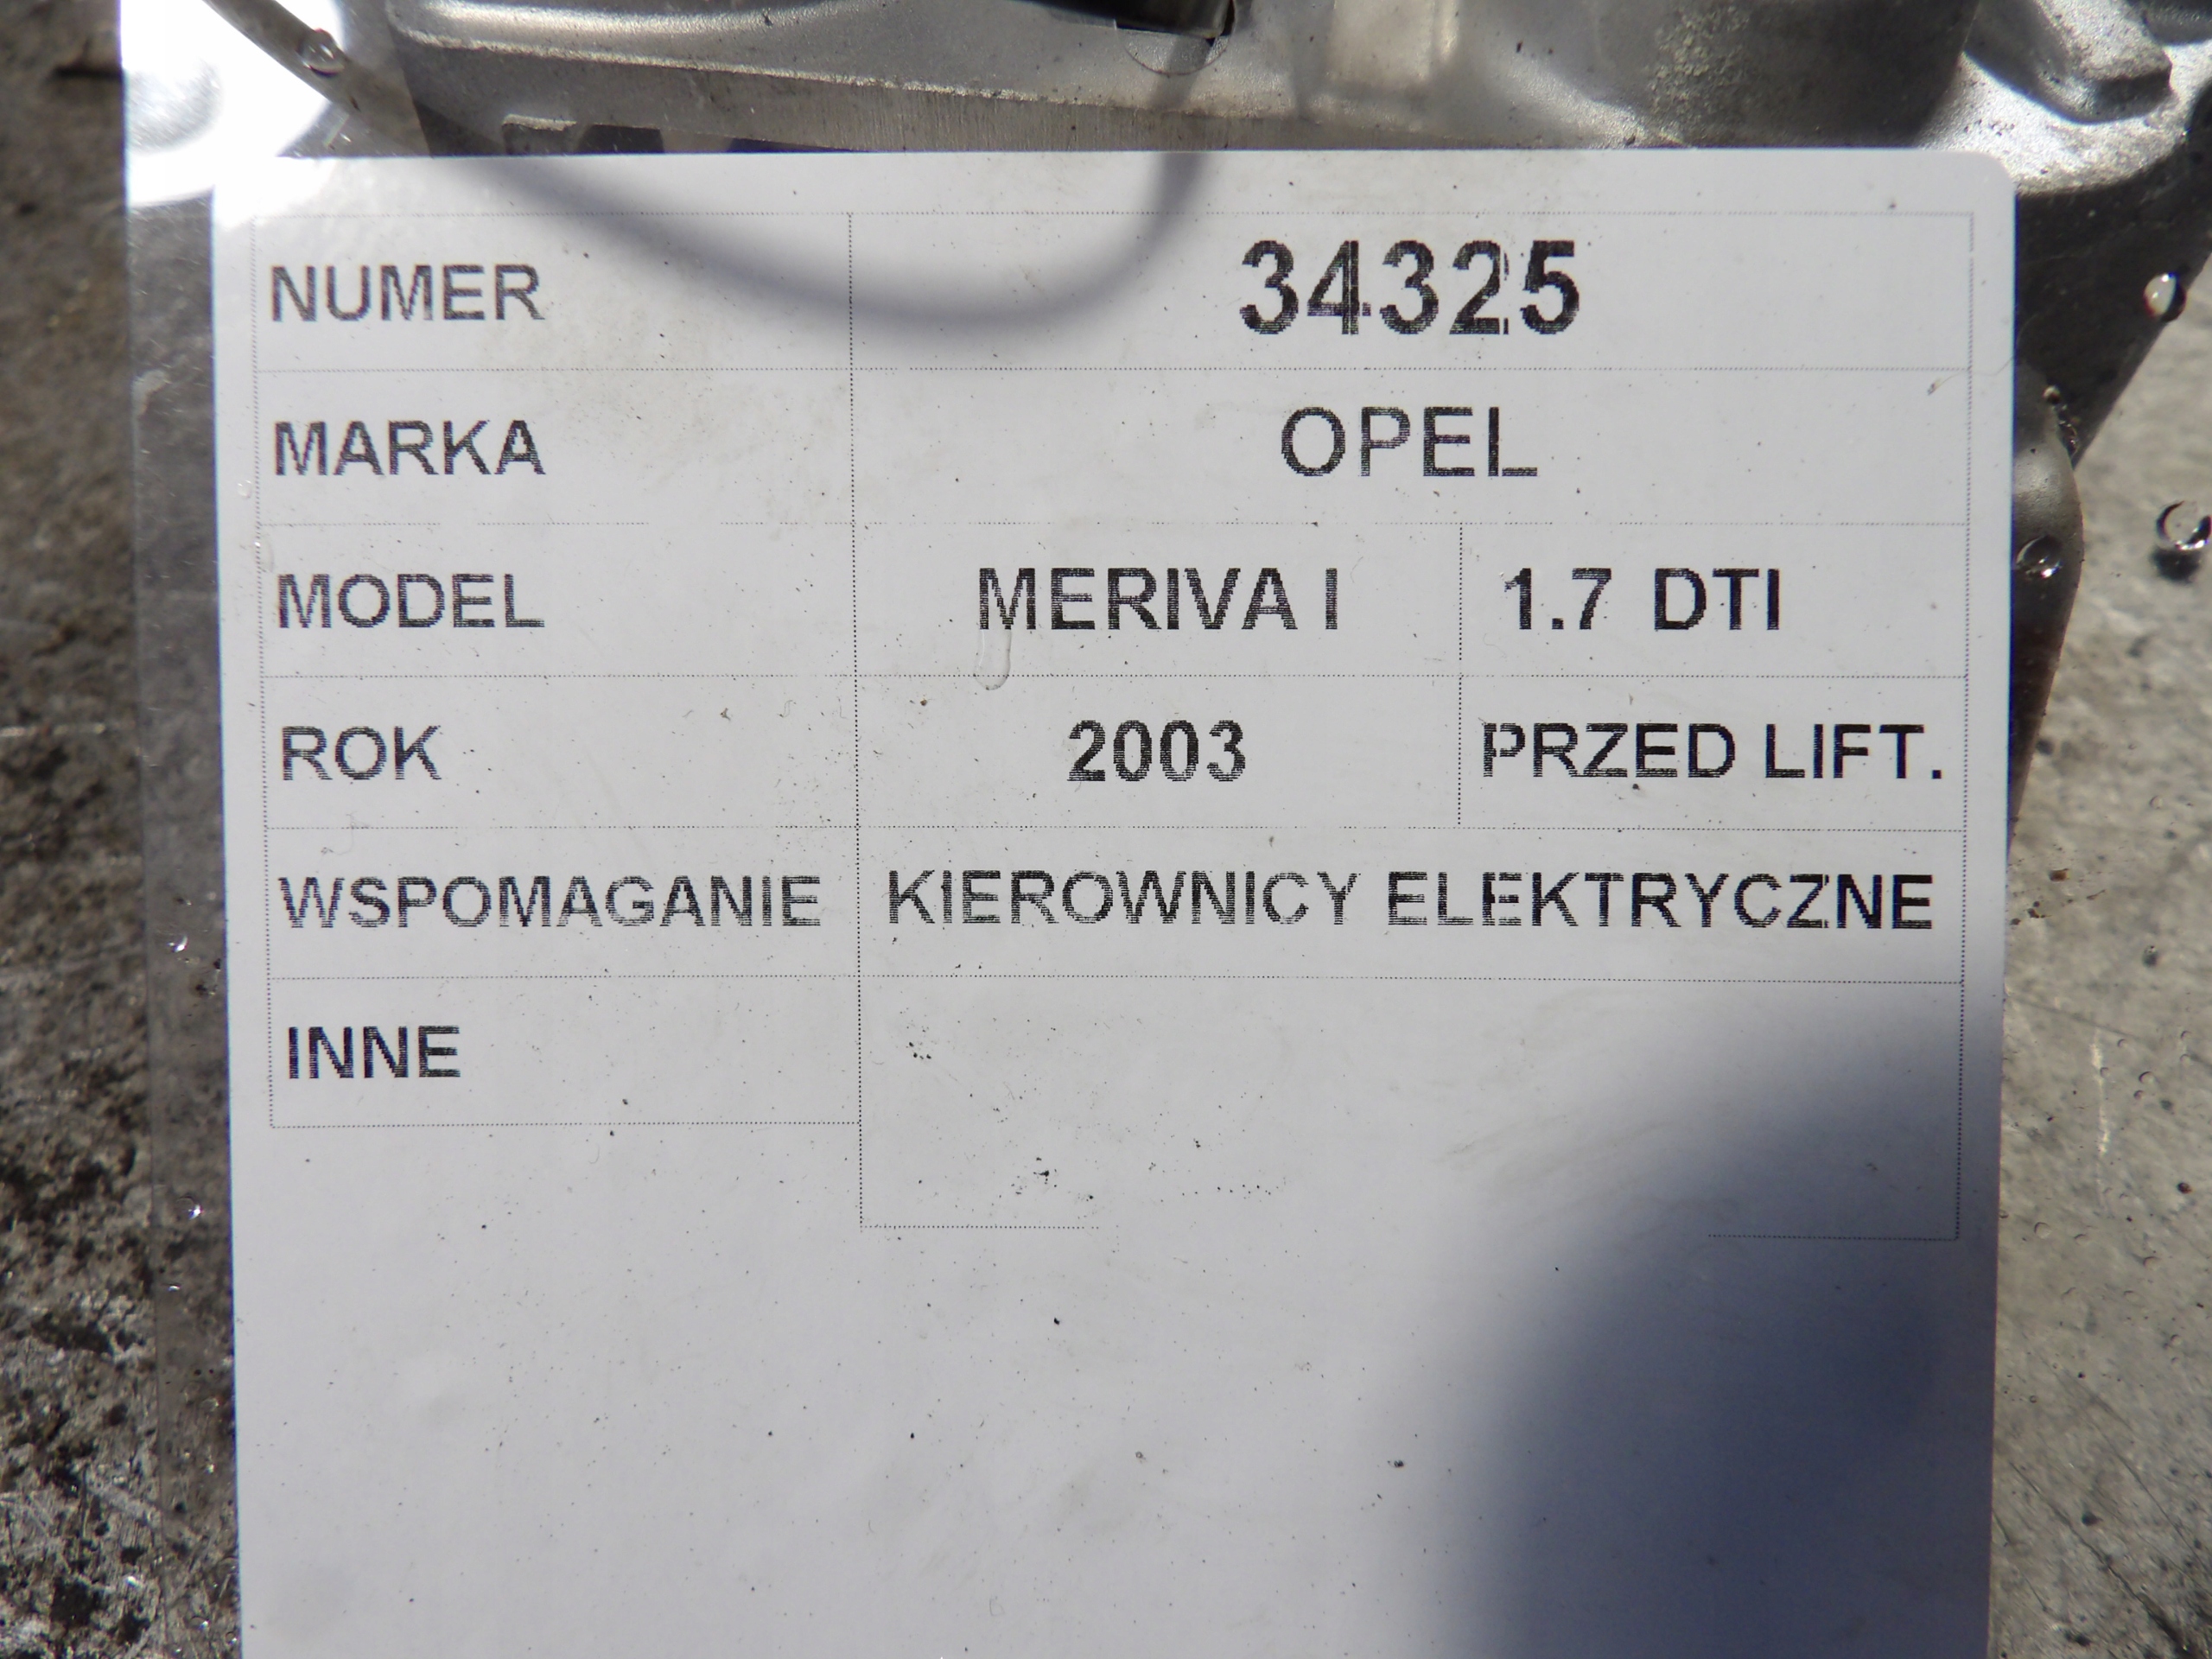 NUMER 34325
MARKA OPEL
MODEL MERIVA I 1.7 DTI
ROK 2003 PRZED LIFT.
WSPOMAGANIE KIEROWNICY ELEKTRYCZNE
INNE